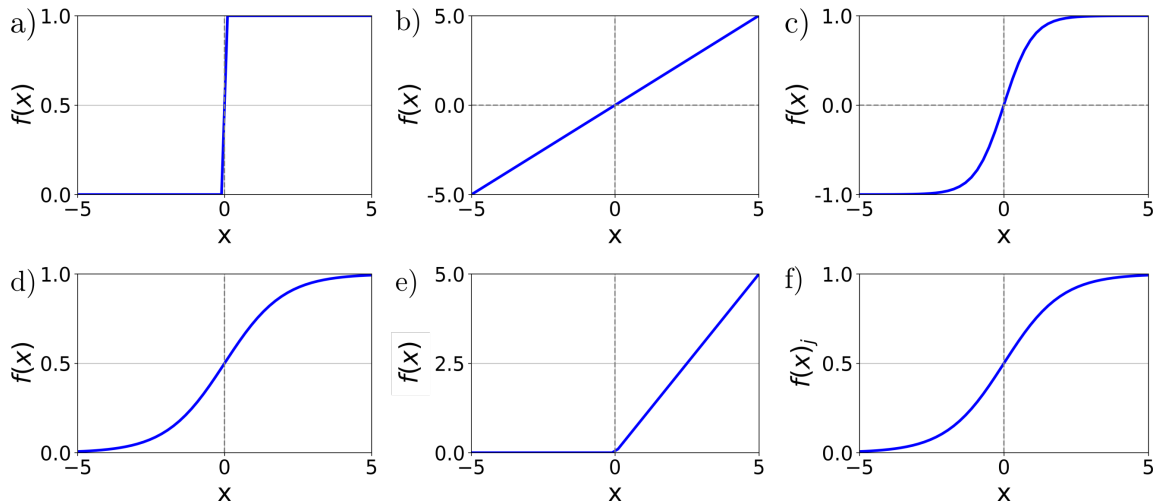 a) b) c)
1.0 5.0 1.0
f(x) f(x) f(x)
0.5 0.0 0.0
0.0 -5.0 -1.0
−5 0 5 −5 0 5 −5 0 5
x x x
d) e) f)
1.0 5.0 1.0
f(x) f(x) f(x)j
0.5 2.5 0.5
0.0 0.0 0.0
−5 0 5 −5 0 5 −5 0 5
x x x